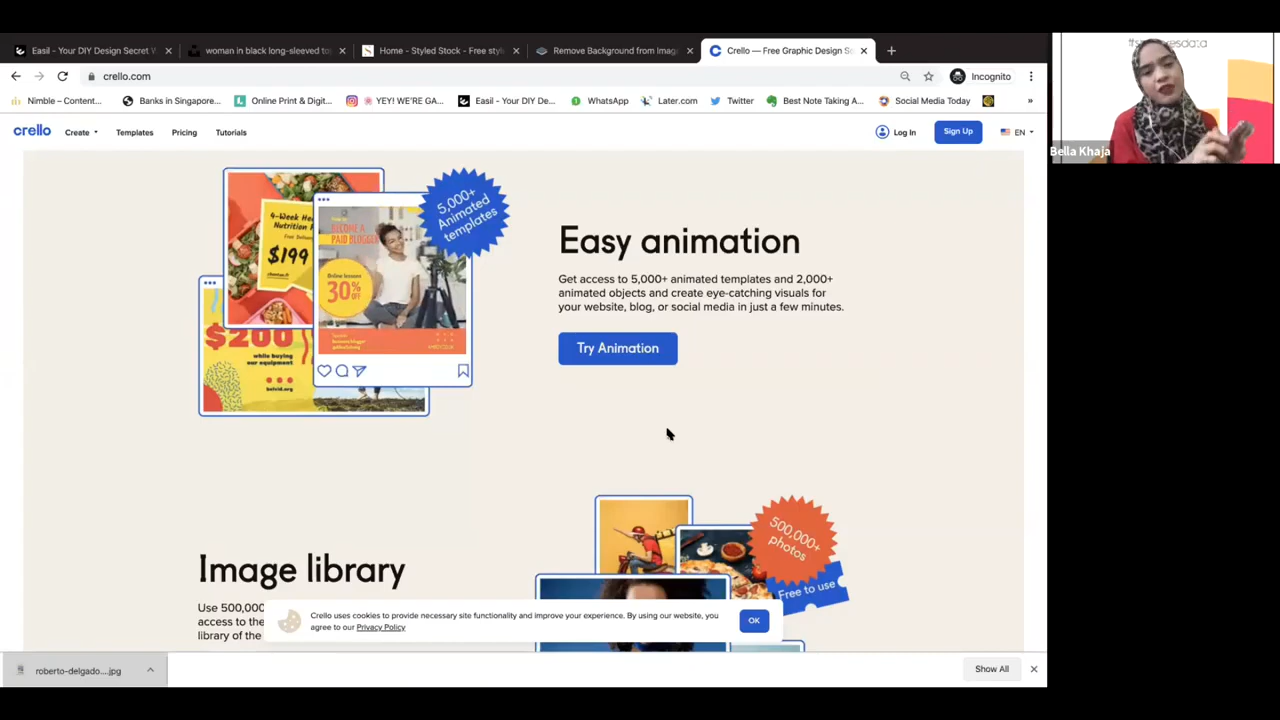 Easil - Your DIY Design Secret W
woman in black long-sleeved to
Home - Styled Stock - Free styl
Remove Background from Imag
Crello — Free Graphic Design So
crello.com
Incognito
Nimble – Content...
Banks in Singapore...
Online Print & Digit...
YEY! WE'RE GA...
Easil - Your DIY De...
WhatsApp
Later.com
Twitter
Best Note Taking A...
Social Media Today
»
crello
Create
Templates
Pricing
Tutorials
Log In
Sign Up
EN
Bella Khaja
4-Week
$199
BECOME A
PAID BLOGGER
Online lessons
30%
OFF
$200
while buying
our equipment
5,000+
Animated
templates
Easy animation
Get access to 5,000+ animated templates and 2,000+
animated objects and create eye-catching visuals for
your website, blog, or social media in just a few minutes.
Try Animation
500,000+
photos
Free to use
Image library
Use 500,000
access to the
library of the
Crello uses cookies to provide necessary site functionality and improve your experience. By using our website, you
agree to our Privacy Policy
OK
roberto-delgado....jpg
Show All